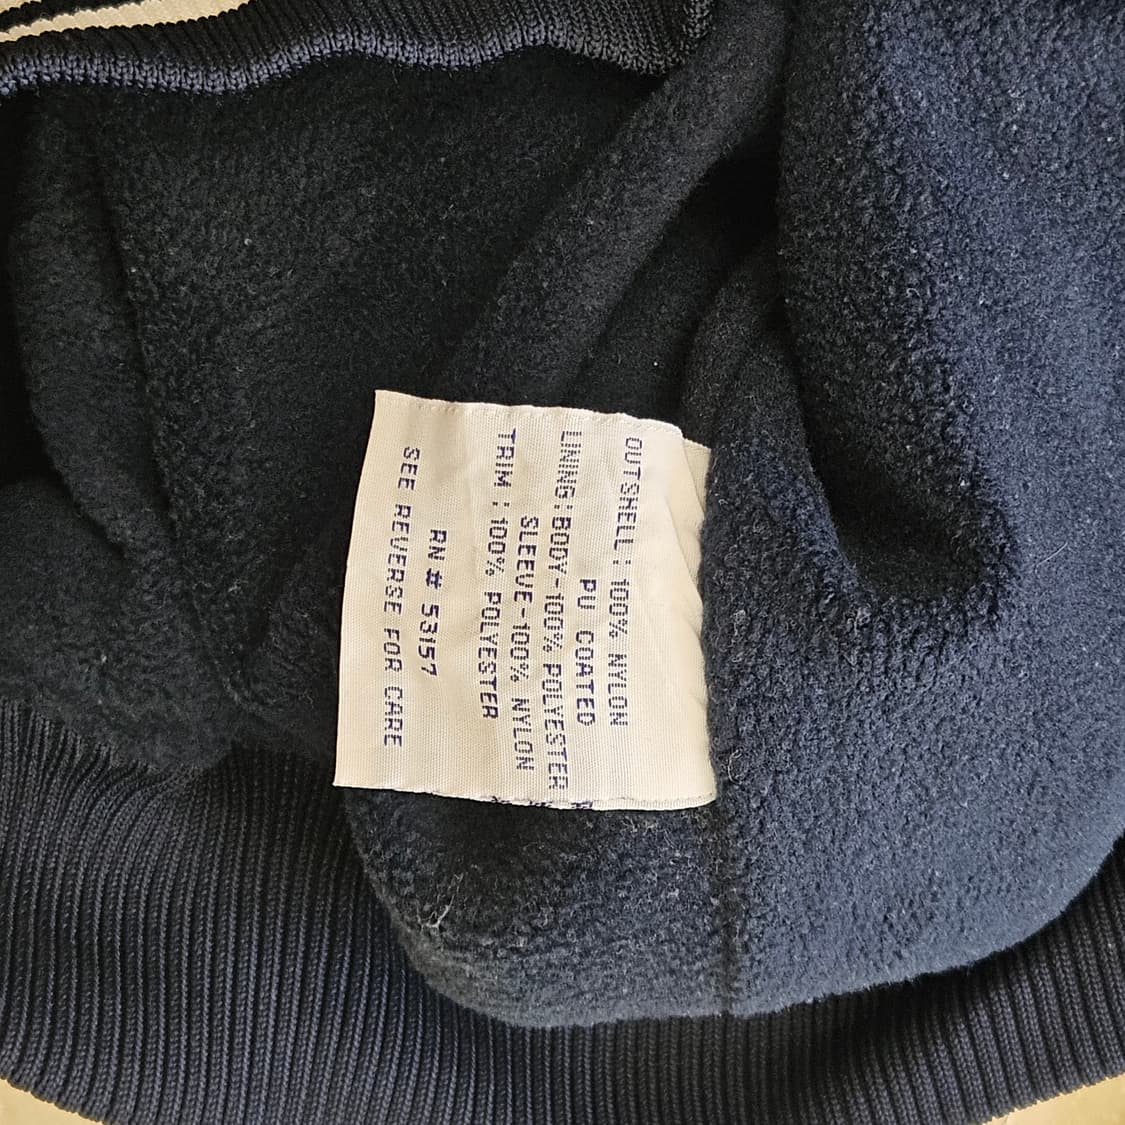 OUTSHELL : 100% NYLON
PU COATED
LINING : BODY-100% POLYESTER
SLEEVE-100% NYLON
TRIM : 100% POLYESTER
RN # 53157
SEE REVERSE FOR CARE